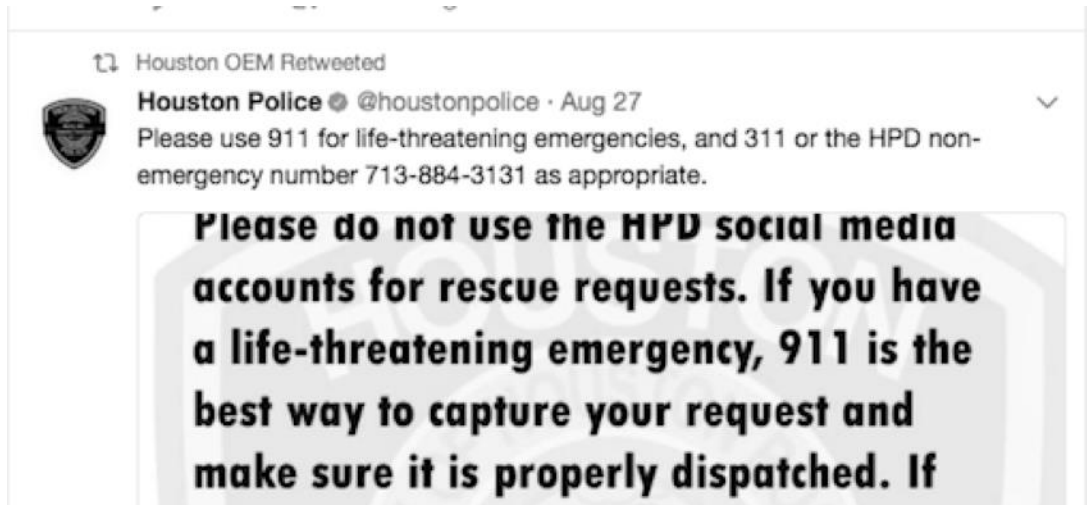 Houston OEM Retweeted
Houston Police @houstonpolice · Aug 27
Please use 911 for life-threatening emergencies, and 311 or the HPD non-
emergency number 713-884-3131 as appropriate.
HOUSTON
Please do not use the HPD social media
accounts for rescue requests. If you have
a life-threatening emergency, 911 is the
best way to capture your request and
make sure it is properly dispatched. If